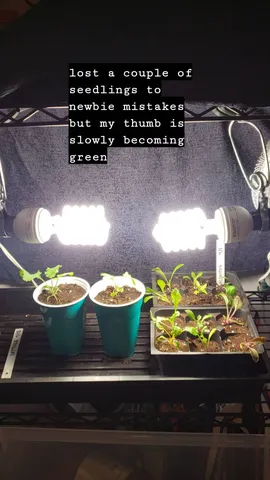 lost a couple of
seedlings to
newbie mistakes
but my thumb is
slowly becoming
green